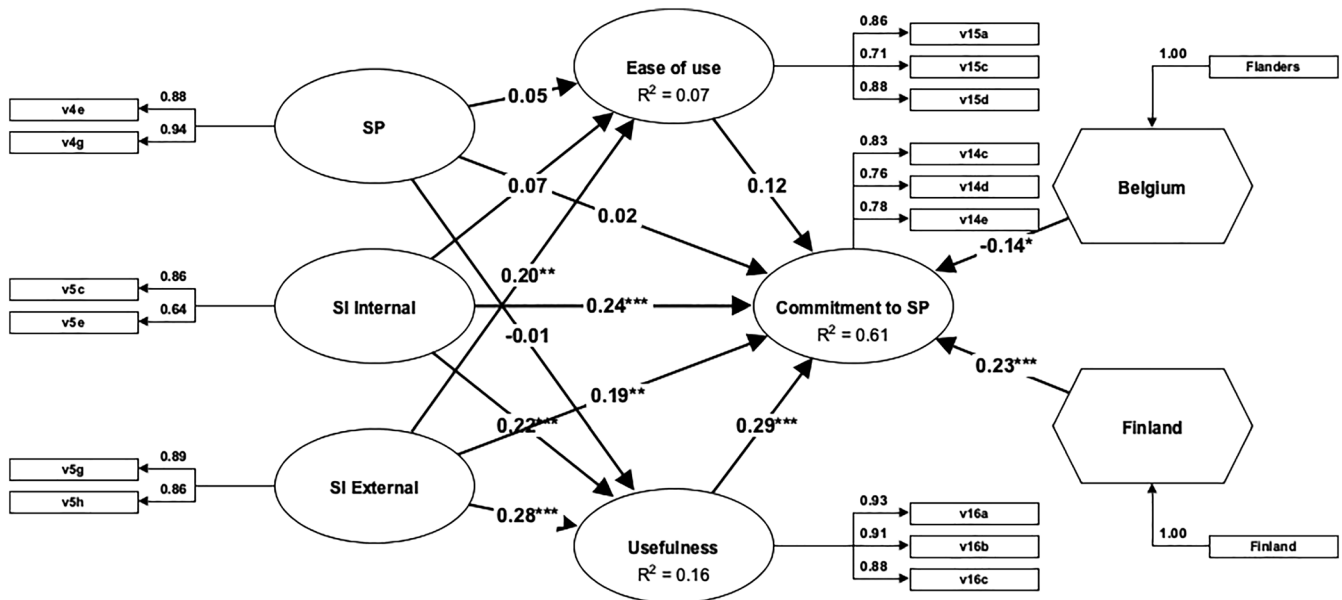 0.86
v15a
0.71
v15c
0.88
v15d
Ease of use
R² = 0.07
1.00
Flanders
0.88
v4e
0.94
v4g
SP
0.05
0.07
0.02
0.12
0.83
v14c
0.76
v14d
0.78
v14e
Belgium
-0.14*
0.86
v5c
0.64
v5e
SI Internal
0.20**
0.24***
-0.01
Commitment to SP
R² = 0.61
0.23***
0.19**
0.22***
0.29***
Finland
0.89
v5g
0.86
v5h
SI External
0.28***
Usefulness
R² = 0.16
0.93
v16a
0.91
v16b
0.88
v16c
1.00
Finland